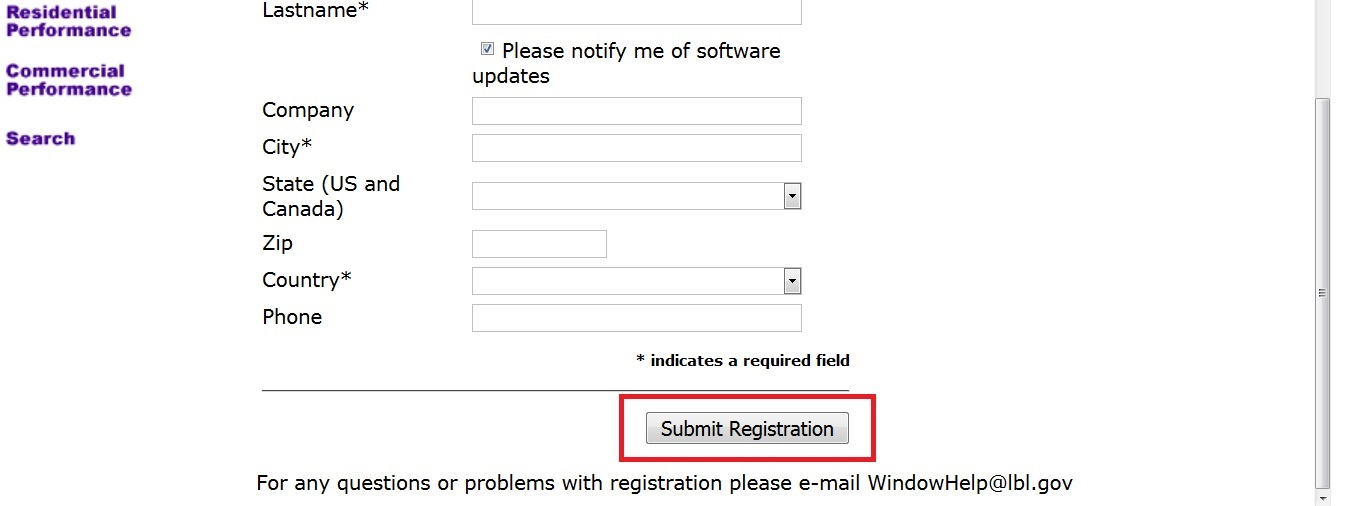 Residential
Performance
Commercial
Performance
Search
Lastname*
Please notify me of software
updates
Company
City*
State (US and
Canada)
Zip
Country*
Phone
* indicates a required field
Submit Registration
For any questions or problems with registration please e-mail WindowHelp@lbl.gov